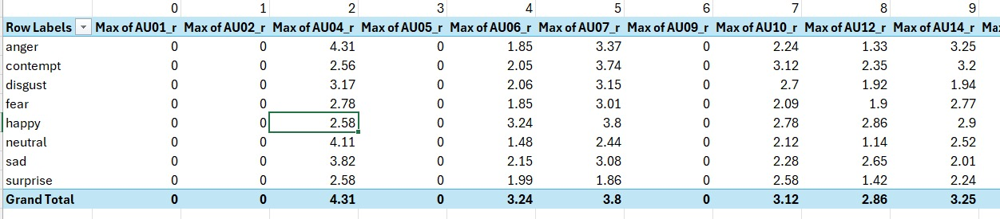 0 1 2 3 4 5 6 7 8 9
Row Labels Max of AU01_r Max of AU02_r Max of AU04_r Max of AU05_r Max of AU06_r Max of AU07_r Max of AU09_r Max of AU10_r Max of AU12_r Max of AU14_r Max
anger 0 0 4.31 0 1.85 3.37 0 2.24 1.33 3.25
contempt 0 0 2.56 0 2.05 3.74 0 3.12 2.35 3.2
disgust 0 0 3.17 0 2.06 3.15 0 2.7 1.92 1.94
fear 0 0 2.78 0 1.85 3.01 0 2.09 1.9 2.77
happy 0 0 2.58 0 3.24 3.8 0 2.78 2.86 2.9
neutral 0 0 4.11 0 1.48 2.44 0 2.12 1.14 2.52
sad 0 0 3.82 0 2.15 3.08 0 2.28 2.65 2.01
surprise 0 0 2.58 0 1.99 1.86 0 2.58 1.42 2.24
Grand Total 0 0 4.31 0 3.24 3.8 0 3.12 2.86 3.25